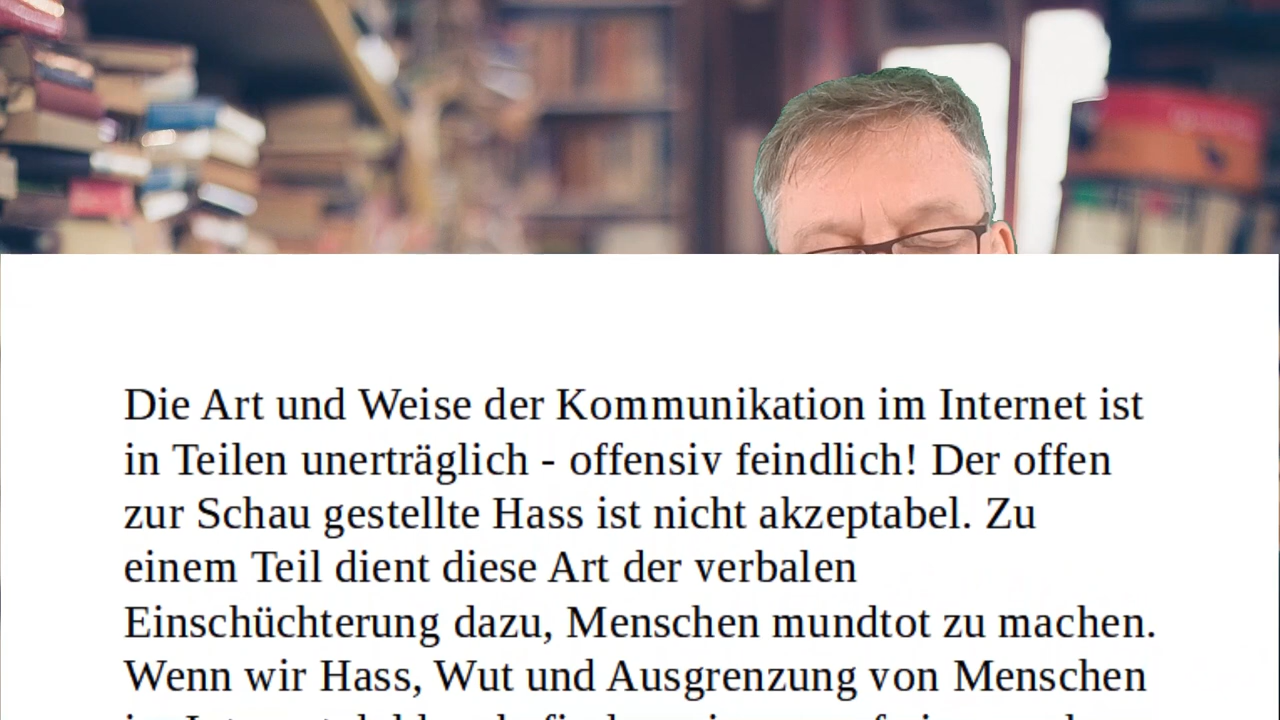 Die Art und Weise der Kommunikation im Internet ist
in Teilen unerträglich - offensiv feindlich! Der offen
zur Schau gestellte Hass ist nicht akzeptabel. Zu
einem Teil dient diese Art der verbalen
Einschüchterung dazu, Menschen mundtot zu machen.
Wenn wir Hass, Wut und Ausgrenzung von Menschen